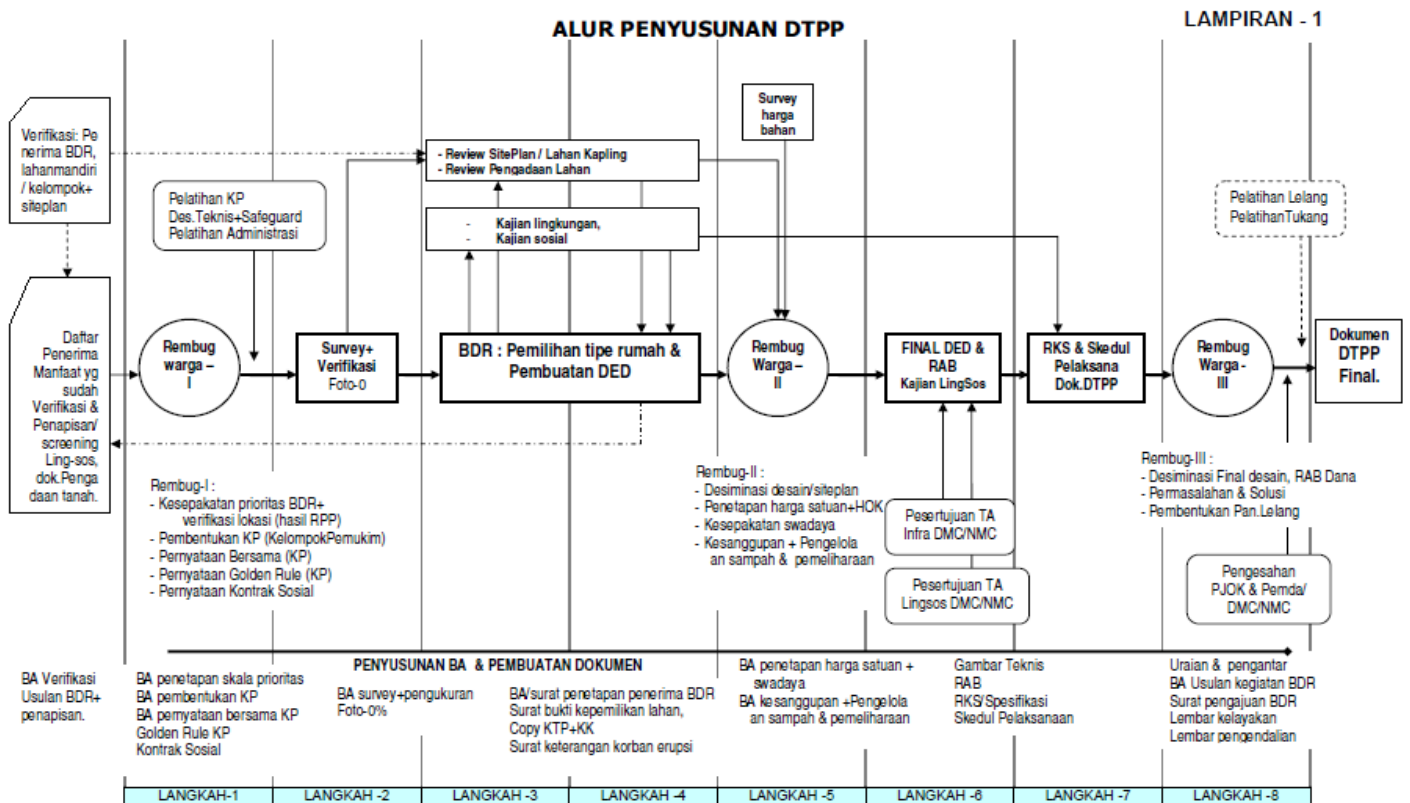 LAMPIRAN - 1
ALUR PENYUSUNAN DTPP
Verifikasi: Pe
nerima BDR,
lahanmandiri
/ kelompok+
siteplan
Pelatihan KP
Des.Teknis+Safeguard
Pelatihan Administrasi
- Review SitePlan / Lahan Kapling
- Review Pengadaan Lahan
- Kajian lingkungan,
- Kajian sosial
Survey
harga
bahan
Pelatihan Lelang
PelatihanTukang
Daftar
Penerima
Manfaat yg
sudah
Verifikasi &
Penapisan/
screening
Ling-sos,
dok.Penga
daan tanah.
Rembug
warga –
I
Survey+
Verifikasi
Foto-0
BDR : Pemilihan tipe rumah &
Pembuatan DED
Rembug
Warga –
II
FINAL DED &
RAB
Kajian LingSos
RKS & Skedul
Pelaksana
Dok.DTPP
Rembug
Warga -
III
Dokumen
DTPP
Final.
Rembug-I :
- Kesepakatan prioritas BDR+
verifikasi lokasi (hasil RPP)
- Pembentukan KP (KelompokPemukim)
- Pernyataan Bersama (KP)
- Pernyataan Golden Rule (KP)
- Pernyataan Kontrak Sosial
Rembug-II :
- Desiminasi desain/siteplan
- Penetapan harga satuan+HOK
- Kesepakatan swadaya
- Kesanggupan + Pengelola
an sampah & pemeliharaan
Pesertujuan TA
Infra DMC/NMC
Pesertujuan TA
Lingsos DMC/NMC
Rembug-III :
- Desiminasi Final desain, RAB Dana
- Permasalahan & Solusi
- Pembentukan Pan.Lelang
Pengesahan
PJOK & Pemda/
DMC/NMC
PENYUSUNAN BA & PEMBUATAN DOKUMEN
BA Verifikasi
Usulan BDR+
penapisan.
BA penetapan skala prioritas
BA pembentukan KP
BA pernyataan bersama KP
Golden Rule KP
Kontrak Sosial
BA survey+pengukuran
Foto-0%
BA/surat penetapan penerima BDR
Surat bukti kepemilikan lahan,
Copy KTP+KK
Surat keterangan korban erupsi
BA penetapan harga satuan +
swadaya
BA kesanggupan +Pengelola
an sampah & pemeliharaan
Gambar Teknis
RAB
RKS/Spesifikasi
Skedul Pelaksanaan
Uraian & pengantar
BA Usulan kegiatan BDR
Surat pengajuan BDR
Lembar kelayakan
Lembar pengendalian
LANGKAH-1
LANGKAH -2
LANGKAH -3
LANGKAH -4
LANGKAH -5
LANGKAH -6
LANGKAH -7
LANGKAH -8